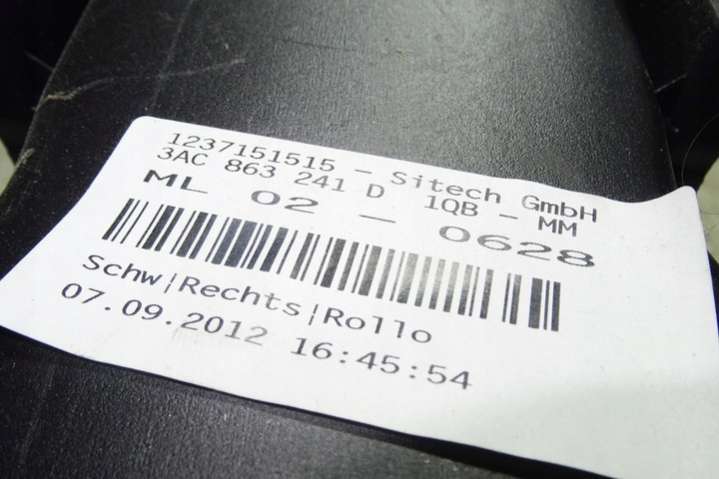 1237151515 - Sitech GmbH
3AC 863 241 D 1QB - MM
ML 02 - 0628
Schw¦Rechts¦Rollo
07.09.2012 16:45:54